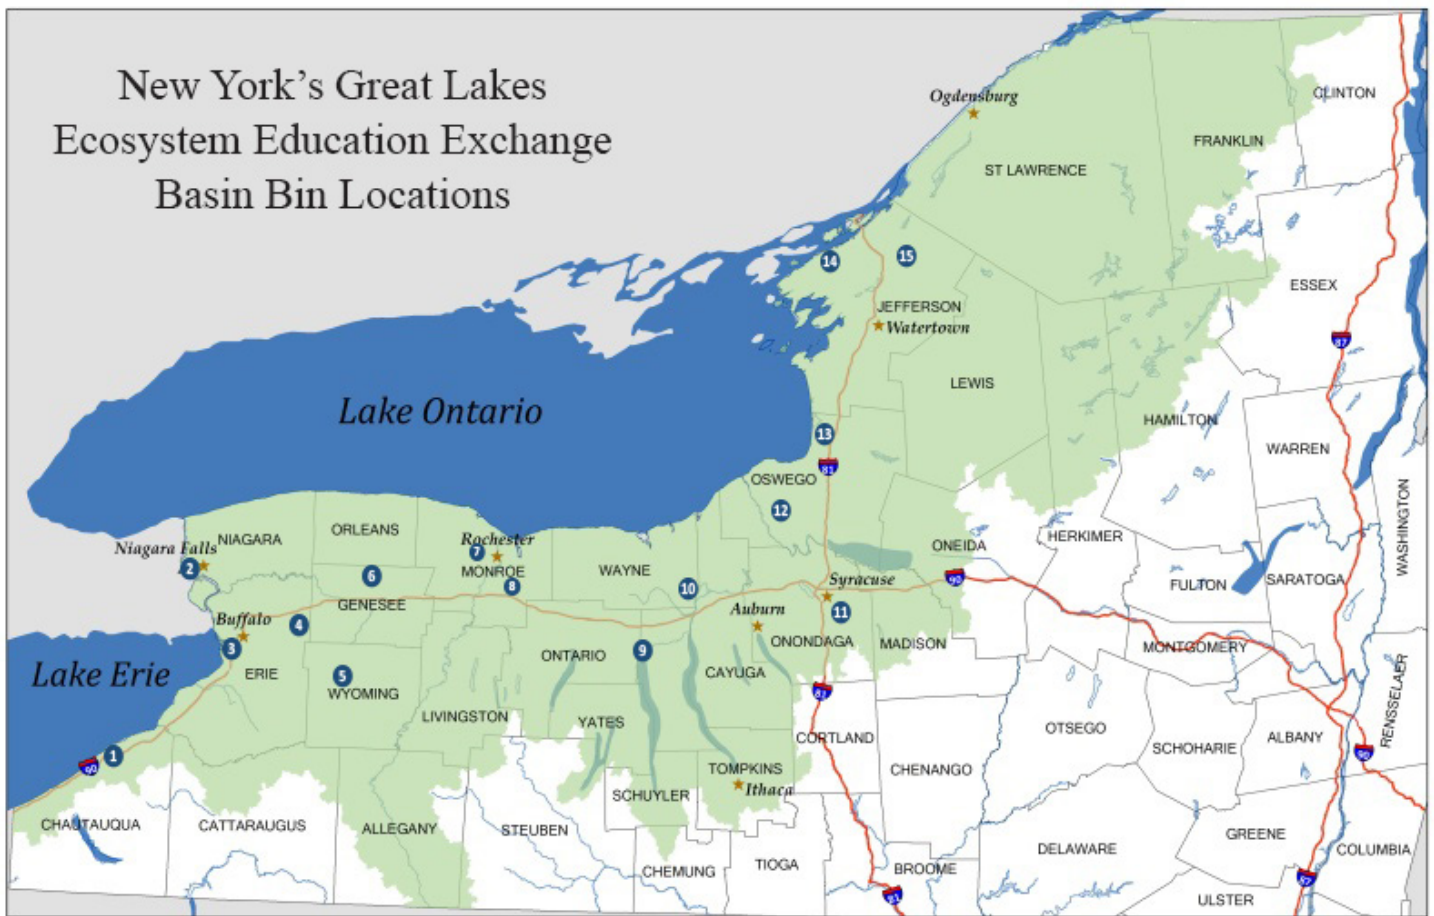 New York's Great Lakes
Ecosystem Education Exchange
Basin Bin Locations
Ogdensburg
CLINTON
FRANKLIN
ST LAWRENCE
14
15
ESSEX
JEFFERSON
Watertown
87
LEWIS
Lake Ontario
HAMILTON
13
WARREN
81
OSWEGO
12
WASHINGTON
ORLEANS
NIAGARA
Niagara Falls
2
Rochester
7
MONROE
8
6
GENESEE
WAYNE
10
ONEIDA
HERKIMER
90
FULTON
SARATOGA
Syracuse
11
Auburn
ONONDAGA
MADISON
MONTGOMERY
Buffalo
3
4
ERIE
5
WYOMING
ONTARIO
9
CAYUGA
Lake Erie
RENSSELAER
LIVINGSTON
YATES
81
CORTLAND
OTSEGO
SCHOHARIE
ALBANY
90
1
90
CHENANGO
TOMPKINS
Ithaca
SCHUYLER
CHAUTAUQUA
CATTARAUGUS
ALLEGANY
STEUBEN
CHEMUNG
TIOGA
BROOME
81
DELAWARE
GREENE
COLUMBIA
87
ULSTER